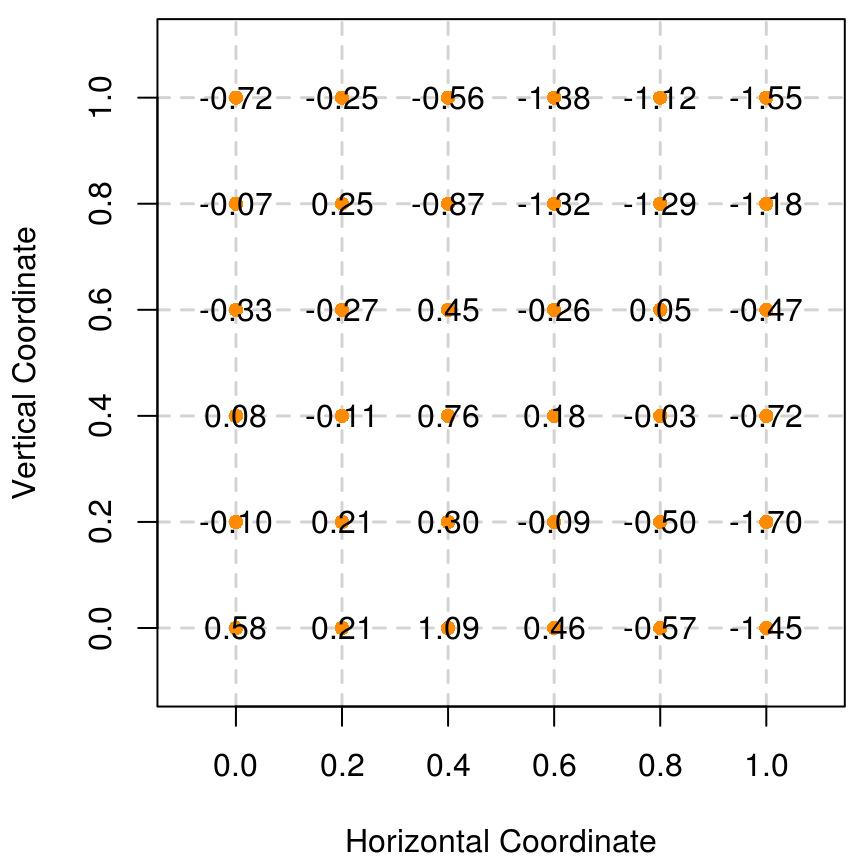 1.0 -0.72 -0.25 -0.56 -1.38 -1.12 -1.55
0.8 -0.07 0.25 -0.87 -1.32 -1.29 -1.18
0.6 -0.33 -0.27 0.45 -0.26 0.05 -0.47
0.4 0.08 -0.11 0.76 0.18 -0.03 -0.72
0.2 -0.10 0.21 0.30 -0.09 -0.50 -1.70
0.0 0.58 0.21 1.09 0.46 -0.57 -1.45
Vertical Coordinate
0.0 0.2 0.4 0.6 0.8 1.0
Horizontal Coordinate